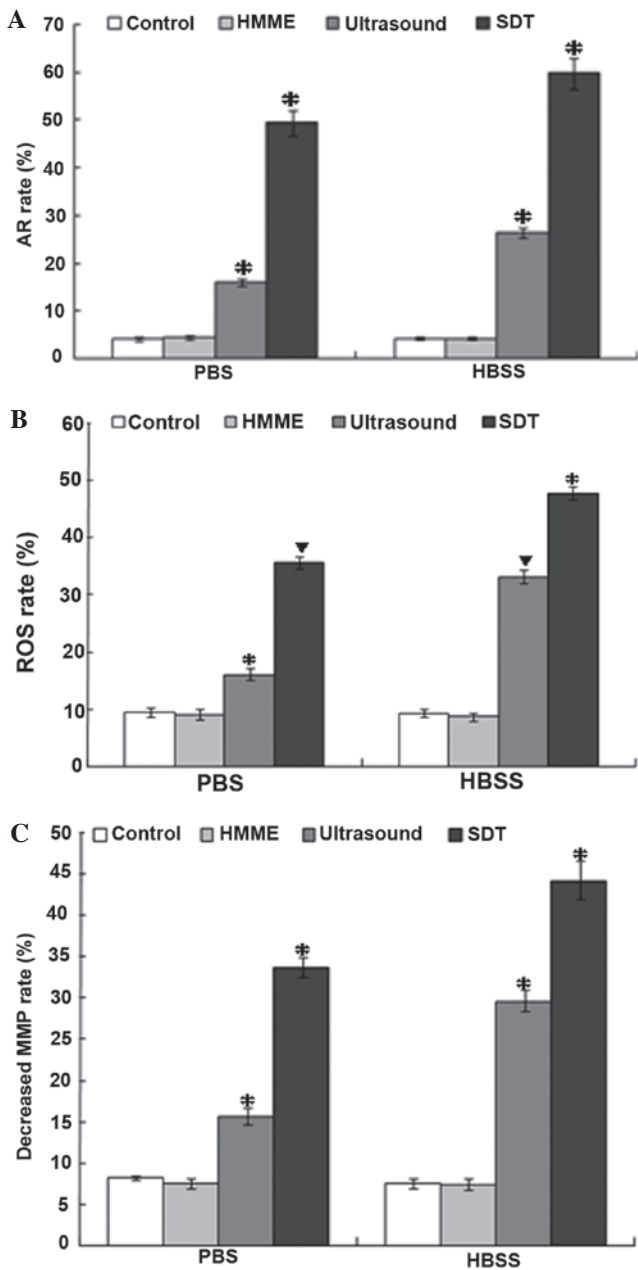 A
Control HMME Ultrasound SDT
AR rate (%)
70
60
50
40
30
20
10
0
PBS HBSS
B
Control HMME Ultrasound SDT
ROS rate (%)
60
50
40
30
20
10
0
PBS HBSS
C
Control HMME Ultrasound SDT
Decreased MMP rate (%)
50
45
40
35
30
25
20
15
10
5
0
PBS HBSS